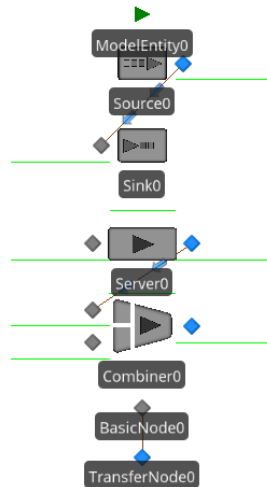 ModelEntity0
Source0
Sink0
Server0
Combiner0
BasicNode0
TransferNode0